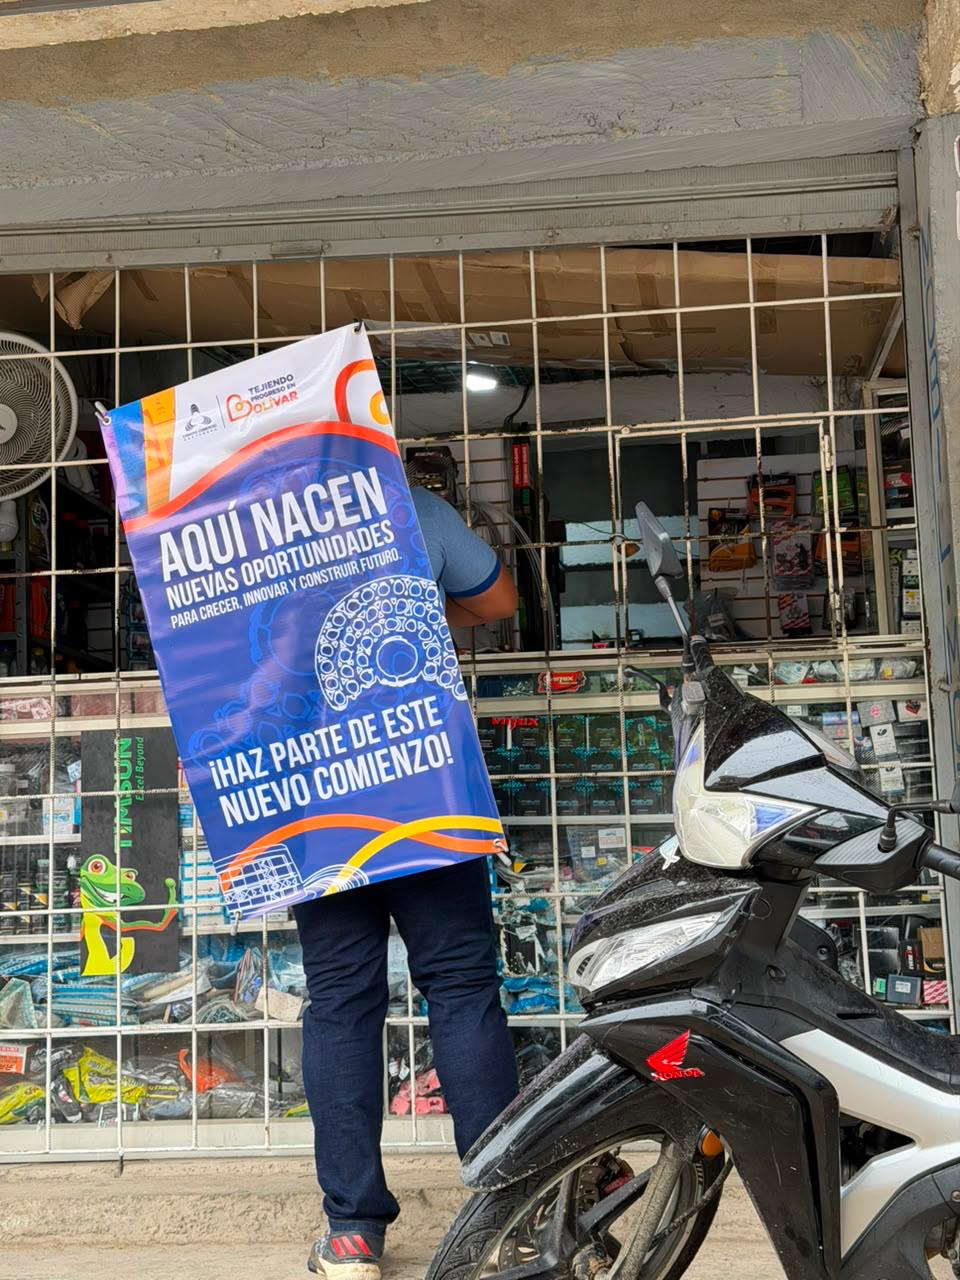 TEJIENDO
PROGRESO EN
BOLÍVAR
AQUÍ NACEN
NUEVAS OPORTUNIDADES
PARA CRECER, INNOVAR Y CONSTRUIR FUTURO.
¡HAZ PARTE DE ESTE
NUEVO COMIENZO!
Excel Beyond
HONDA